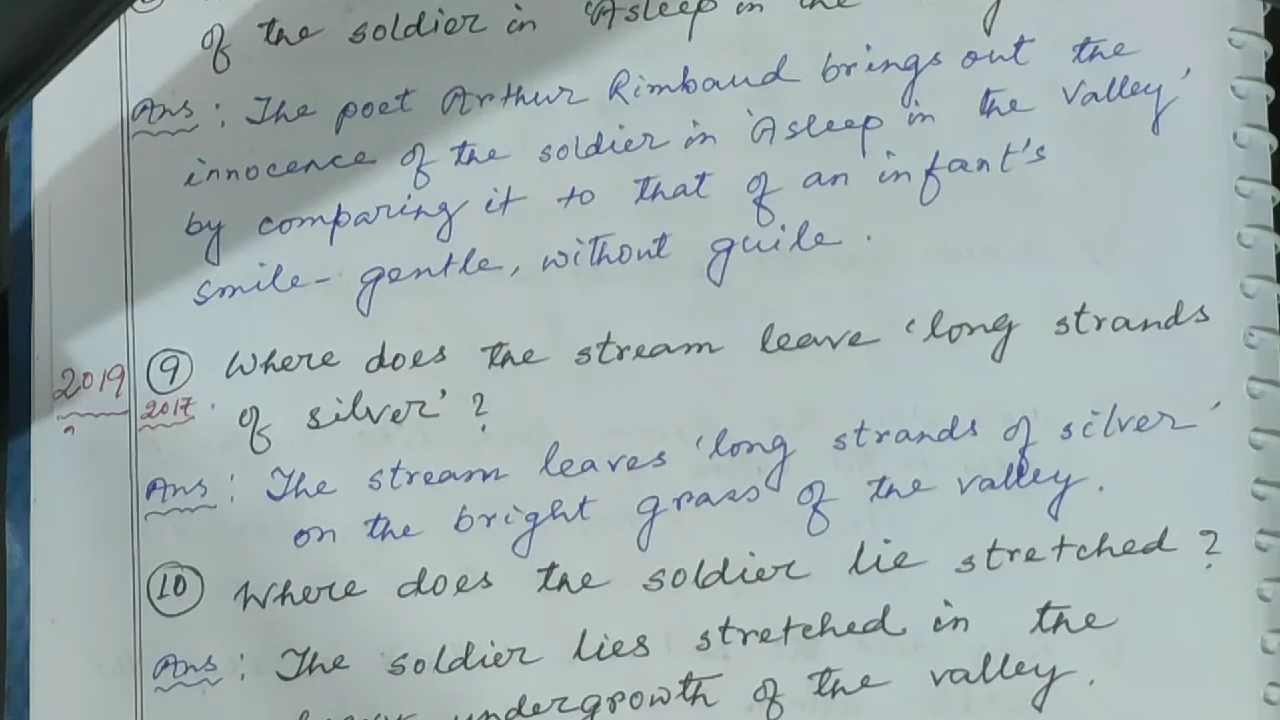 of the soldier in 'Asleep in the
Ans : The poet Arthur Rimbaud brings out the
innocence of the soldier in 'Asleep in the Valley'
by comparing it to that of an infant's
smile- gentle, without guile.
2019 ⑨ Where does the stream leave 'long strands
2017 of silver' ?
Ans : The stream leaves 'long strands of silver'
on the bright grass of the valley.
⑩ Where does the soldier lie stretched ?
Ans : The soldier lies stretched in the
undergrowth of the valley.